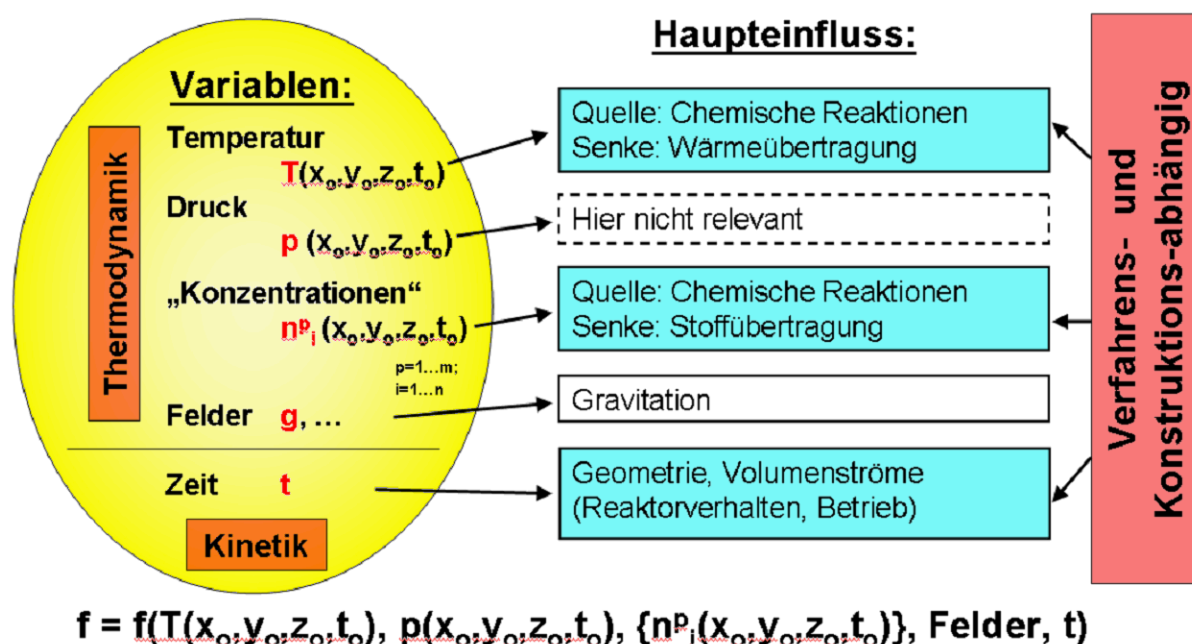 Variablen:
Haupteinfluss:
Thermodynamik
Temperatur
T(xₒ,yₒ,zₒ,tₒ)
Druck
p (xₒ,yₒ,zₒ,tₒ)
„Konzentrationen“
nᵖᵢ (xₒ,yₒ,zₒ,tₒ)
p=1...m;
i=1...n
Felder g, ...
Zeit t
Kinetik
Quelle: Chemische Reaktionen
Senke: Wärmeübertragung
Hier nicht relevant
Quelle: Chemische Reaktionen
Senke: Stoffübertragung
Gravitation
Geometrie, Volumenströme
(Reaktorverhalten, Betrieb)
Verfahrens- und
Konstruktions-abhängig
f = f(T(xₒ,yₒ,zₒ,tₒ), p(xₒ,yₒ,zₒ,tₒ), {nᵖᵢ(xₒ,yₒ,zₒ,tₒ)}, Felder, t)